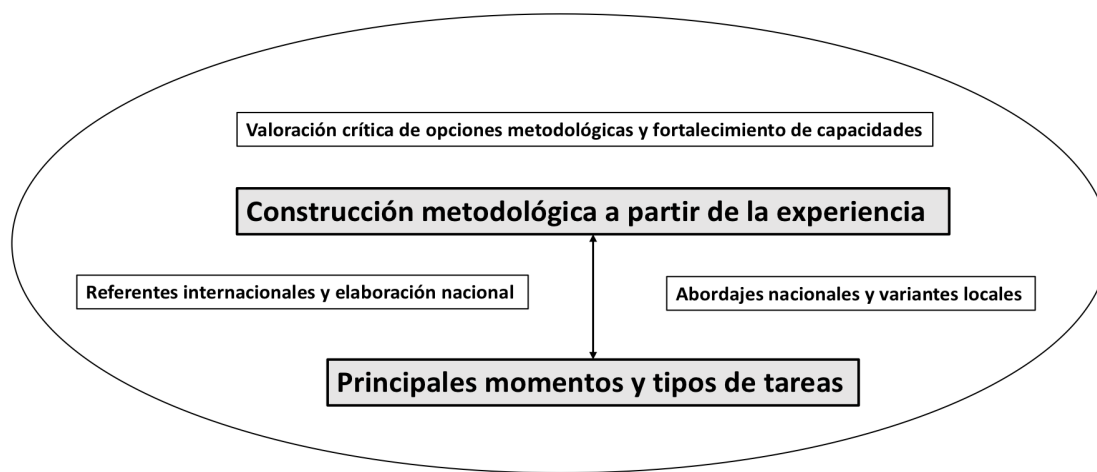 Valoración crítica de opciones metodológicas y fortalecimiento de capacidades
Construcción metodológica a partir de la experiencia
Referentes internacionales y elaboración nacional
Abordajes nacionales y variantes locales
Principales momentos y tipos de tareas